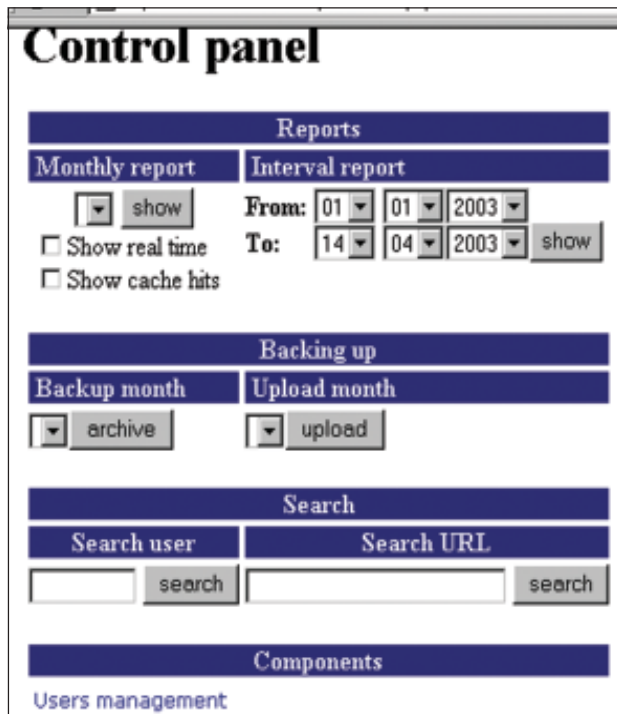 Control panel
Reports
Monthly report Interval report
show From: 01 01 2003
Show real time To: 14 04 2003 show
Show cache hits
Backing up
Backup month Upload month
archive upload
Search
Search user Search URL
search search
Components
Users management